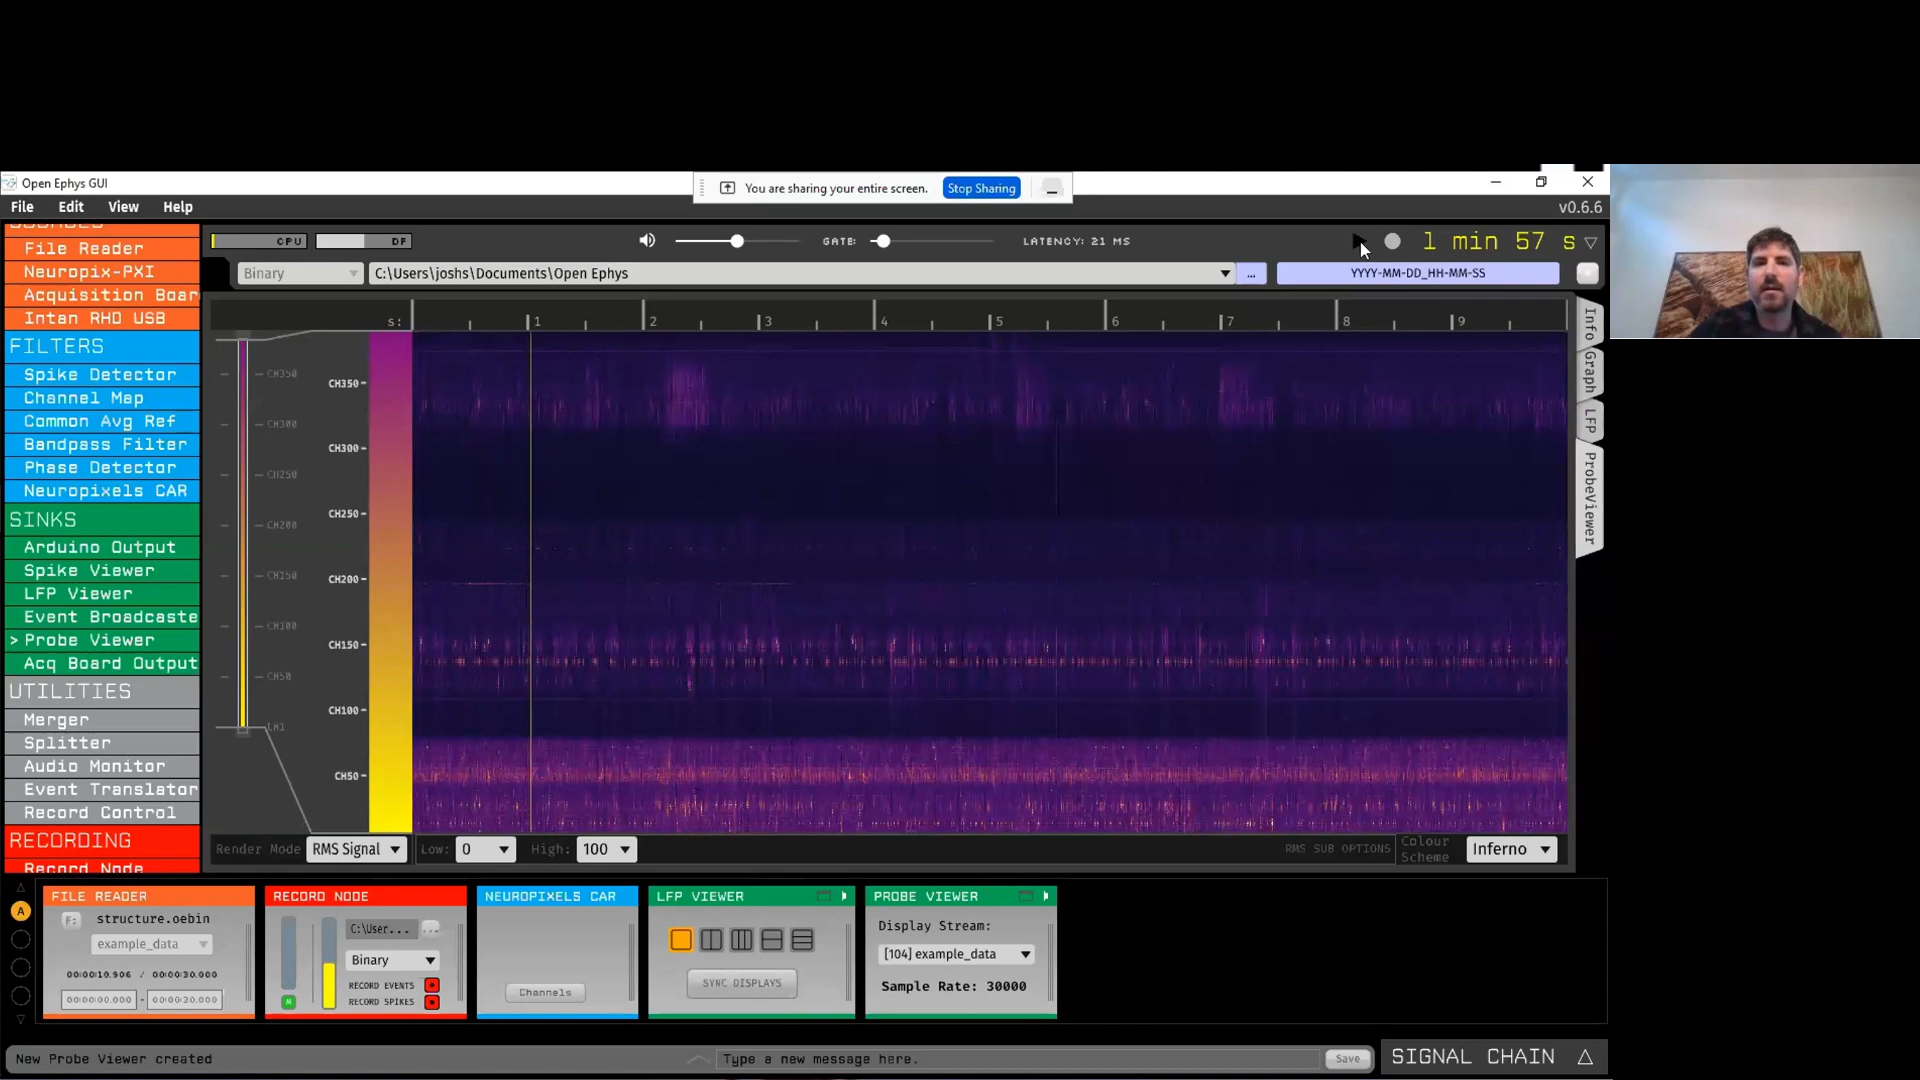 Open Ephys GUI
You are sharing your entire screen. Stop Sharing
File Edit View Help
v0.6.6
File Reader
Neuropix-PXI
Acquisition Boar
Intan RHD USB
FILTERS
Spike Detector
Channel Map
Common Avg Ref
Bandpass Filter
Phase Detector
Neuropixels CAR
SINKS
Arduino Output
Spike Viewer
LFP Viewer
Event Broadcaste
> Probe Viewer
Acq Board Output
UTILITIES
Merger
Splitter
Audio Monitor
Event Translator
Record Control
RECORDING
Record Node
CPU DF GATE: LATENCY: 21 MS 1 min 57 s
Binary C:\Users\joshs\Documents\Open Ephys ... YYYY-MM-DD_HH-MM-SS
s: 1 2 3 4 5 6 7 8 9
CH350
CH300
CH250
CH200
CH150
CH100
CH50
CH1
CH350
CH300
CH250
CH200
CH150
CH100
CH50
Info
Graph
LFP
ProbeViewer
Render Mode RMS Signal Low: 0 High: 100 RMS SUB OPTIONS Colour Scheme Inferno
A
FILE READER
F: structure.oebin
example_data
00:00:10.906 / 00:00:30.000
00:00:00.000 - 00:00:30.000
RECORD NODE
C:\User... ...
Binary
RECORD EVENTS
RECORD SPIKES
M
NEUROPIXELS CAR
Channels
LFP VIEWER
SYNC DISPLAYS
PROBE VIEWER
Display Stream:
[104] example_data
Sample Rate: 30000
New Probe Viewer created
Type a new message here.
Save
SIGNAL CHAIN